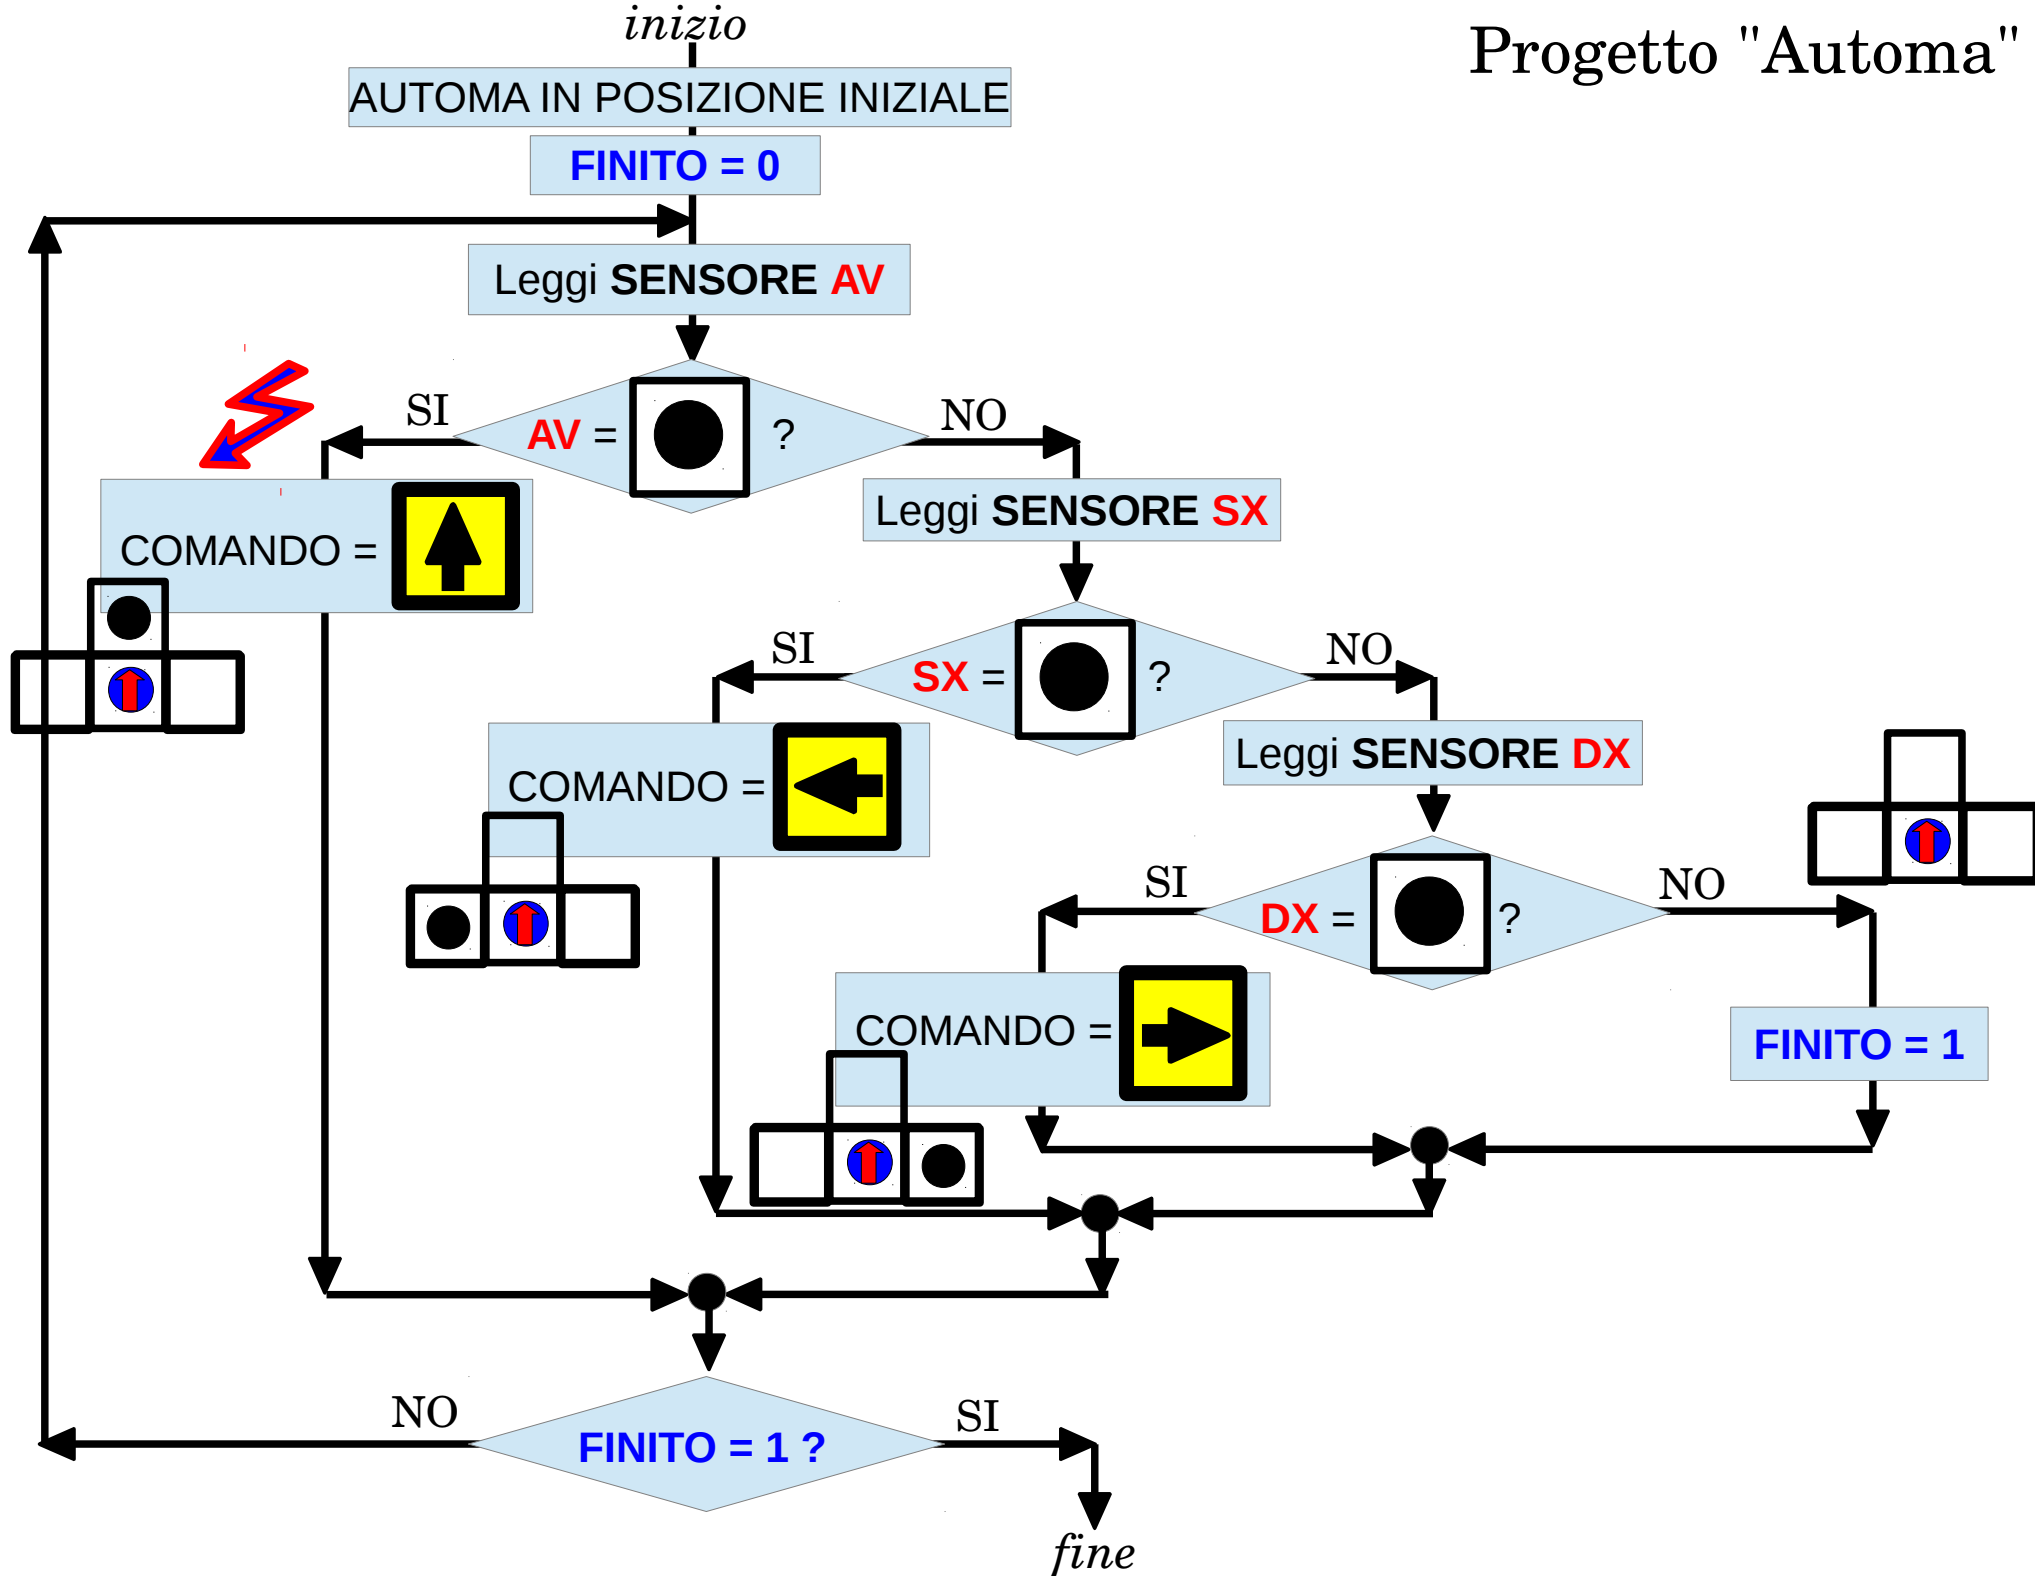 inizio
Progetto "Automa"
AUTOMA IN POSIZIONE INIZIALE
FINITO = 0
Leggi SENSORE AV
SI
AV = ?
NO
COMANDO =
Leggi SENSORE SX
SI
SX = ?
NO
COMANDO =
Leggi SENSORE DX
SI
DX = ?
NO
COMANDO =
FINITO = 1
NO
FINITO = 1 ?
SI
fine